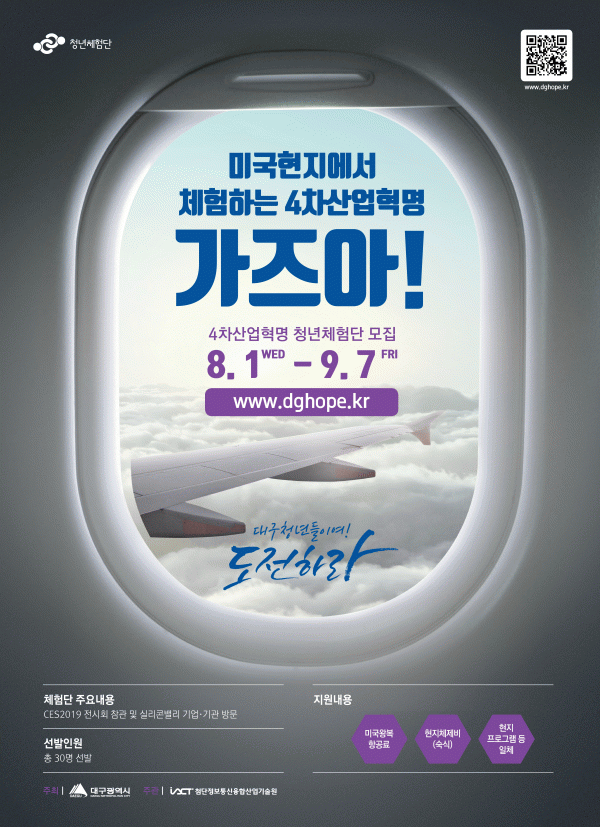 청년체험단
www.dghope.kr
미국현지에서
체험하는 4차산업혁명
가즈아!
4차산업혁명 청년체험단 모집
8. 1 WED - 9. 7 FRI
www.dghope.kr
대구청년들이여!
도전하라
체험단 주요내용
CES2019 전시회 참관 및 실리콘밸리 기업·기관 방문
선발인원
총 30명 선발
지원내용
미국왕복
항공료
현지체제비
(숙식)
현지
프로그램 등
일체
주최 | 대구광역시
주관 | iACT 첨단정보통신융합산업기술원